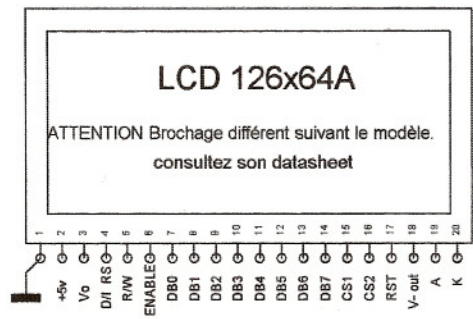 LCD 126x64A
ATTENTION Brochage différent suivant le modèle.
consultez son datasheet
1 2 3 4 5 6 7 8 9 10 11 12 13 14 15 16 17 18 19 20
+5v
Vo
D/I RS
R/W
ENABLE
DB0
DB1
DB2
DB3
DB4
DB5
DB6
DB7
CS1
CS2
RST
V- out
A
K